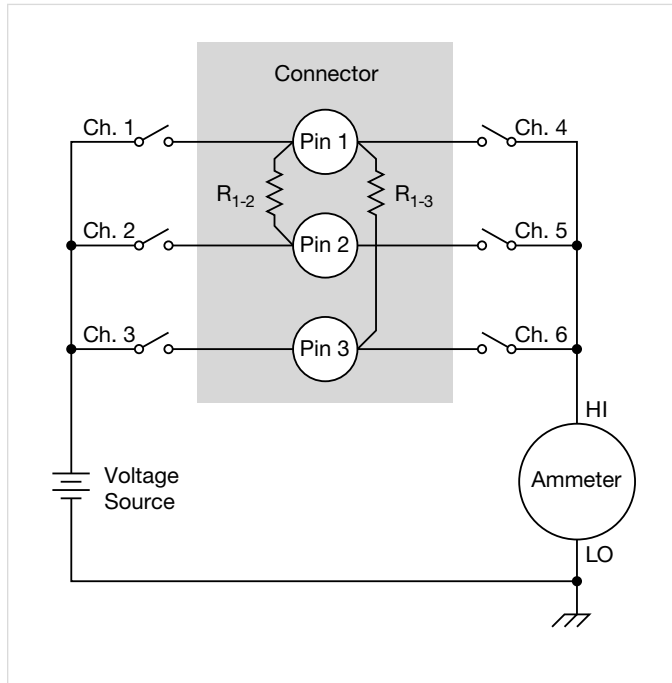 Connector
Ch. 1
Pin 1
Ch. 4
R1-2
R1-3
Ch. 2
Pin 2
Ch. 5
Ch. 3
Pin 3
Ch. 6
HI
Voltage
Source
Ammeter
LO